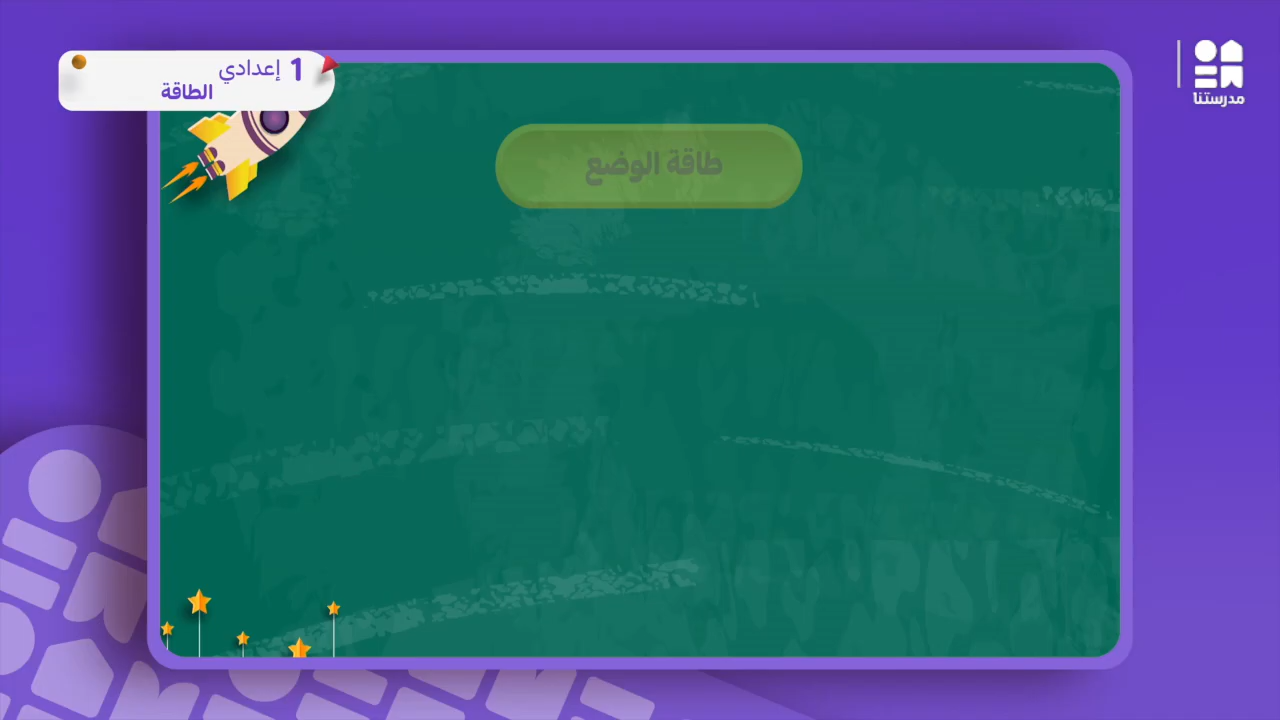 1 إعدادي
الطاقة
مدرستنا
طاقة الوضع